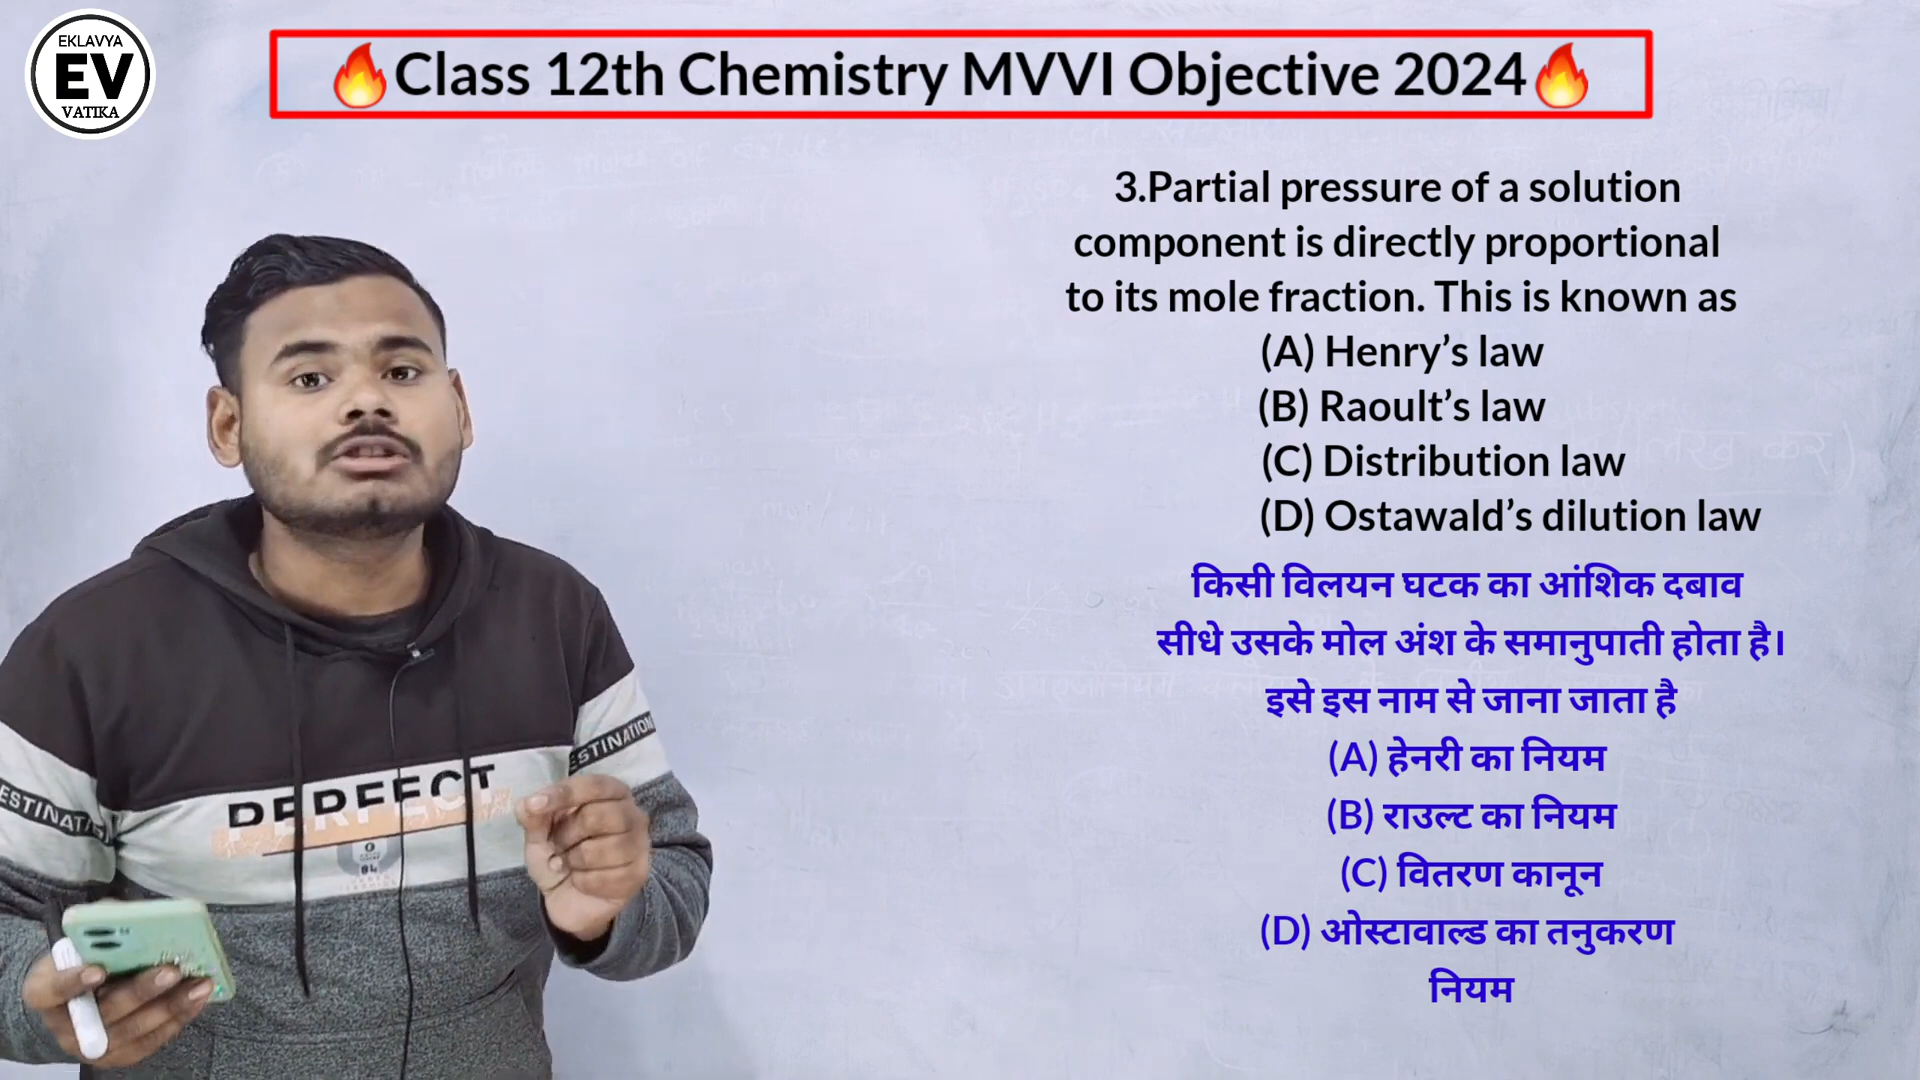 EKLAVYA
EV
VATIKA
🔥Class 12th Chemistry MVVI Objective 2024🔥
3.Partial pressure of a solution
component is directly proportional
to its mole fraction. This is known as
(A) Henry’s law
(B) Raoult’s law
(C) Distribution law
(D) Ostawald’s dilution law
किसी विलयन घटक का आंशिक दबाव
सीधे उसके मोल अंश के समानुपाती होता है।
इसे इस नाम से जाना जाता है
(A) हेनरी का नियम
(B) राउल्ट का नियम
(C) वितरण कानून
(D) ओस्टावाल्ड का तनुकरण
नियम
ESTINATION
PERFECT
ESTINAT